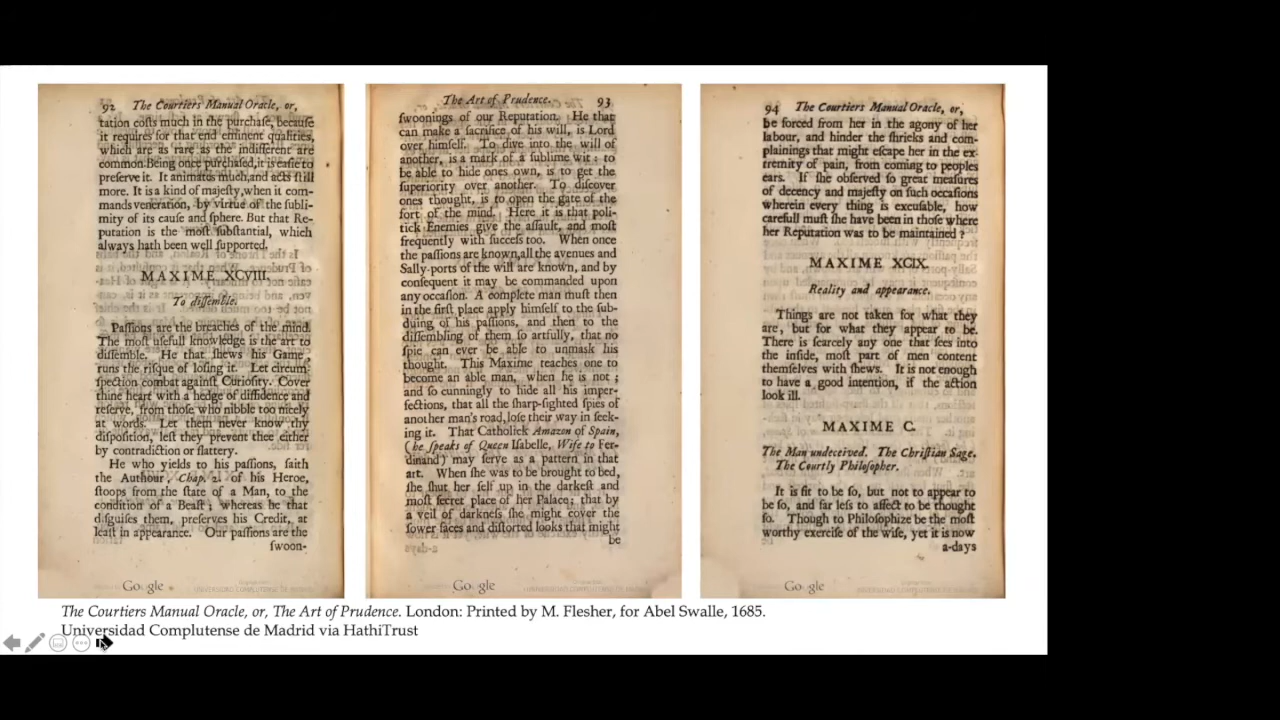 92 The Courtiers Manual Oracle, or,
tation costs much in the purchase, because
it requires for that end eminent qualities,
which are as rare as the indifferent are
common. Being once purchased, it is easie to
preserve it. It animates much, and acts ſtill
more. It is a kind of majeſty, when it com-
mands veneration, by virtue of the ſubli-
mity of its cauſe and ſphere. But that Re-
putation is the moſt ſubſtantial, which
always hath been well ſupported.
MAXIME XCVIII.
To diſſemble.
Paſſions are the breaches of the mind.
The moſt uſefull knowledge is the art to
diſſemble. He that ſhews his Game,
runs the riſque of loſing it. Let circum-
ſpection combat againſt Curioſity. Cover
thine heart with a hedge of diffidence and
reſerve, from thoſe who nibble too nicely
at words. Let them never know thy
diſpoſition, leſt they prevent thee either
by contradiction or flattery.
He who yields to his paſſions, ſaith
the Authour, Chap. 2. of his Heroe,
ſtoops from the ſtate of a Man, to the
condition of a Beaſt; whereas he that
diſguiſes them, preſerves his Credit, at
leaſt in appearance. Our paſſions are the
ſwoon-
Google
The Art of Prudence. 93
ſwoonings of our Reputation. He that
can make a ſacrifice of his will, is Lord
over himſelf. To dive into the will of
another, is a mark of a ſublime wit: to
be able to hide ones own, is to get the
ſuperiority over another. To diſcover
ones thought, is to open the gate of the
fort of the mind. Here it is that poli-
tick Enemies give the aſſault, and moſt
frequently with ſucceſs too. When once
the paſſions are known, all the avenues and
Sally-ports of the will are known, and by
conſequent it may be commanded upon
any occaſion. A complete man muſt then
in the firſt place apply himſelf to the ſub-
duing of his paſſions, and then to the
diſſembling of them ſo artfully, that no
ſpie can ever be able to unmask his
thought. This Maxime teaches one to
become an able man, when he is not;
and ſo cunningly to hide all his imper-
fections, that all the ſharp-ſighted ſpies of
another man's road, loſe their way in ſeek-
ing it. That Catholick Amazon of Spain,
(he ſpeaks of Queen Iſabelle, Wife to Fer-
dinand) may ſerve as a pattern in that
art. When ſhe was to be brought to bed,
ſhe ſhut her ſelf up in the darkeſt and
moſt ſecret place of her Palace; that by
a veil of darkneſs ſhe might cover the
ſower faces and diſtorted looks that might
be
Google
94 The Courtiers Manual Oracle, or,
be forced from her in the agony of her
labour, and hinder the ſhrieks and com-
plainings that might eſcape her in the ex-
tremity of pain, from coming to peoples
ears. If ſhe obſerved ſo great meaſures
of decency and majeſty on ſuch occaſions
wherein every thing is excuſable, how
carefull muſt ſhe have been in thoſe where
her Reputation was to be maintained?
MAXIME XCIX.
Reality and appearance.
Things are not taken for what they
are, but for what they appear to be.
There is ſcarcely any one that ſees into
the inſide, moſt part of men content
themſelves with ſhews. It is not enough
to have a good intention, if the action
look ill.
MAXIME C.
The Man undeceived. The Chriſtian Sage.
The Courtly Philoſopher.
It is fit to be ſo, but not to appear to
be ſo, and far leſs to affect to be thought
ſo. Though to Philoſophize be the moſt
worthy exerciſe of the wiſe, yet it is now
a-days
Google
The Courtiers Manual Oracle, or, The Art of Prudence. London: Printed by M. Flesher, for Abel Swalle, 1685.
Universidad Complutense de Madrid via HathiTrust